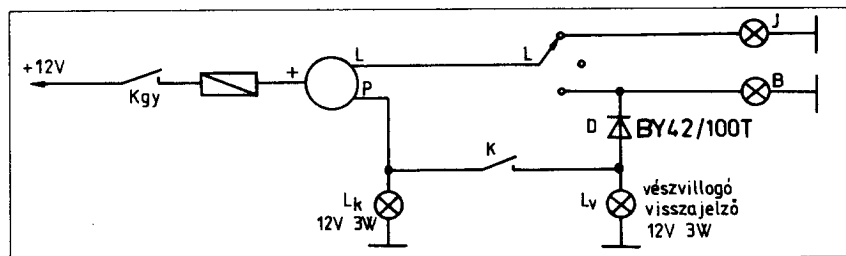 +12V
Kgy
+
L
P
L
J
B
D
BY42/100T
K
Lk
12V 3W
Lv
vészvillogó
visszajelző
12V 3W